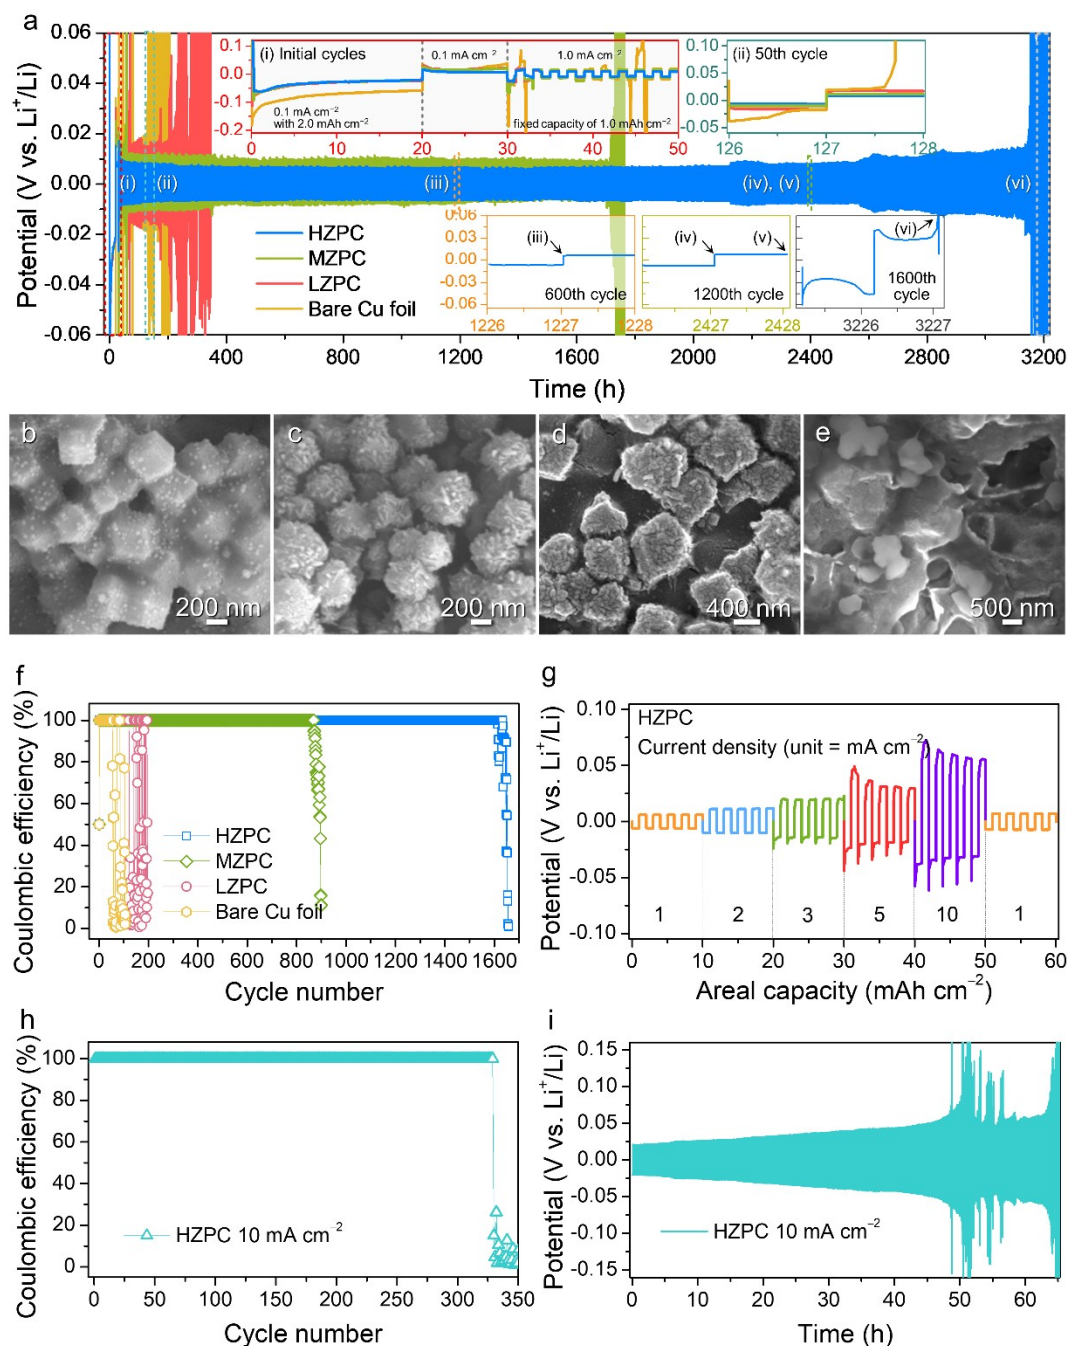 a
Potential (V vs. Li⁺/Li)
0.06
0.04
0.02
0.00
-0.02
-0.04
-0.06
(i) Initial cycles
0.1 mA cm⁻²
1.0 mA cm⁻²
0.1
0.0
-0.1
-0.2
0.1 mA cm⁻²
with 2.0 mAh cm⁻²
fixed capacity of 1.0 mAh cm⁻²
0 10 20 30 40 50
(ii) 50th cycle
0.10
0.05
0.00
-0.05
126 127 128
(i) (ii) (iii) (iv), (v) (vi)
HZPC
MZPC
LZPC
Bare Cu foil
0.06
0.03
0.00
-0.03
-0.06
(iii)
600th cycle
1226 1227 1228
(iv) (v)
1200th cycle
2427 2428
(vi)
1600th
cycle
3226 3227
0 400 800 1200 1600 2000 2400 2800 3200
Time (h)
b
200 nm
c
200 nm
d
400 nm
e
500 nm
f
Coulombic efficiency (%)
100
80
60
40
20
0
HZPC
MZPC
LZPC
Bare Cu foil
0 200 400 600 800 1000 1200 1400 1600
Cycle number
g
Potential (V vs. Li⁺/Li)
0.10
0.05
0.00
-0.05
-0.10
HZPC
Current density (unit = mA cm⁻²)
1 2 3 5 10 1
0 10 20 30 40 50 60
Areal capacity (mAh cm⁻²)
h
Coulombic efficiency (%)
100
80
60
40
20
0
HZPC 10 mA cm⁻²
0 50 100 150 200 250 300 350
Cycle number
i
Potential (V vs. Li⁺/Li)
0.15
0.10
0.05
0.00
-0.05
-0.10
-0.15
HZPC 10 mA cm⁻²
0 10 20 30 40 50 60
Time (h)